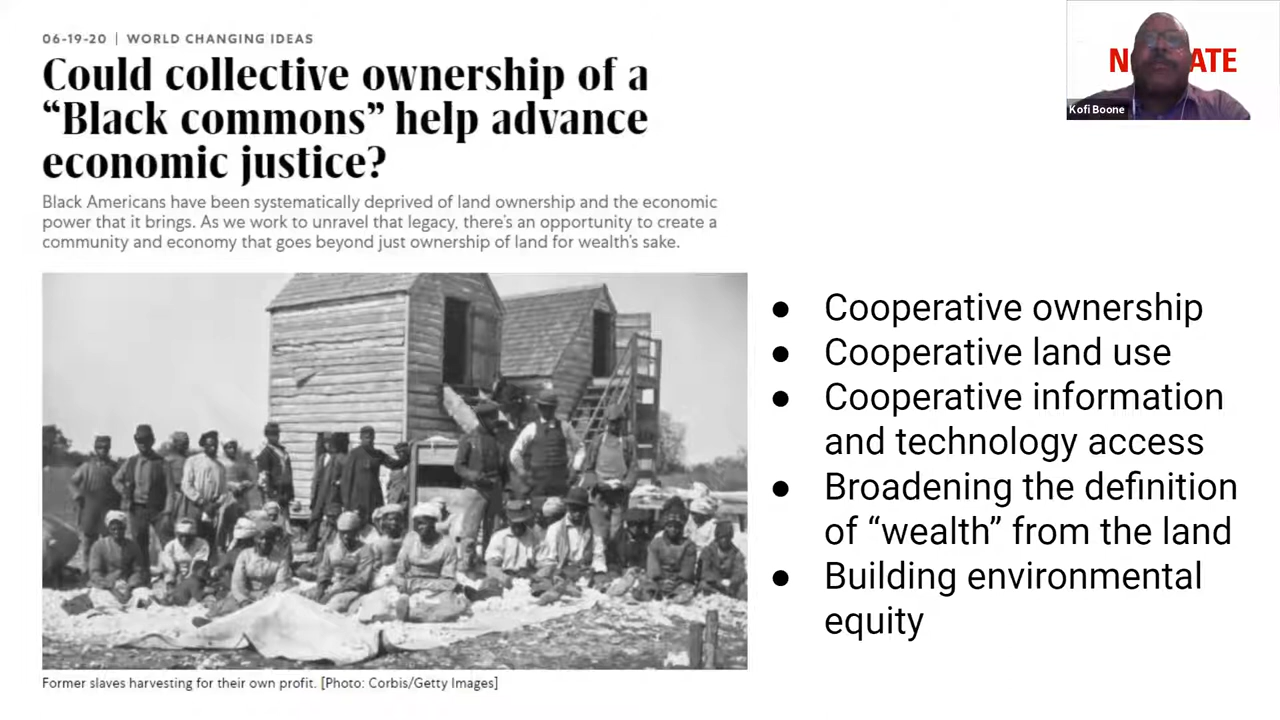 06-19-20 | WORLD CHANGING IDEAS
Could collective ownership of a
“Black commons” help advance
economic justice?
Black Americans have been systematically deprived of land ownership and the economic
power that it brings. As we work to unravel that legacy, there's an opportunity to create a
community and economy that goes beyond just ownership of land for wealth's sake.
Former slaves harvesting for their own profit. [Photo: Corbis/Getty Images]
● Cooperative ownership
● Cooperative land use
● Cooperative information
and technology access
● Broadening the definition
of “wealth” from the land
● Building environmental
equity
Kofi Boone